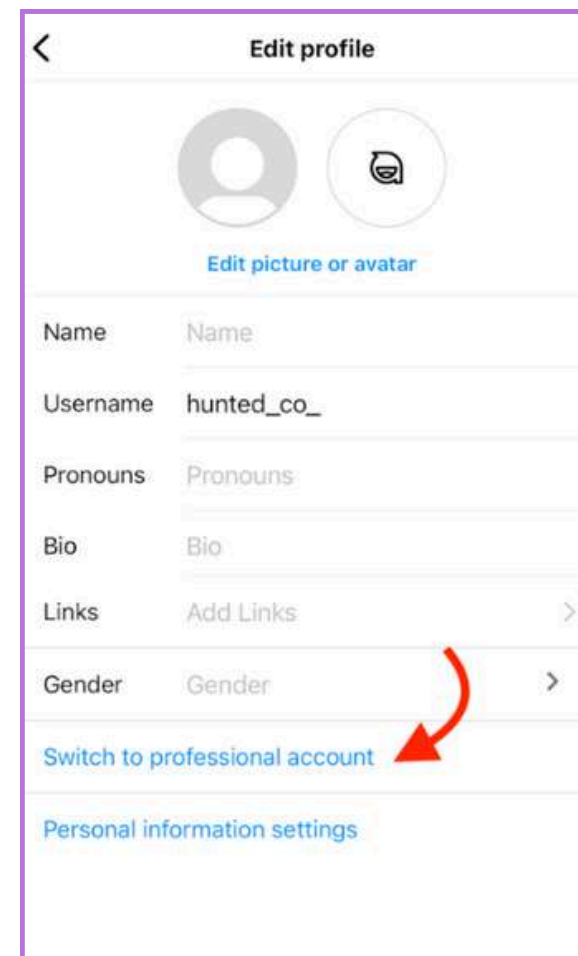 Edit profile
Edit picture or avatar
Name Name
Username hunted_co_
Pronouns Pronouns
Bio Bio
Links Add Links
Gender Gender
Switch to professional account
Personal information settings